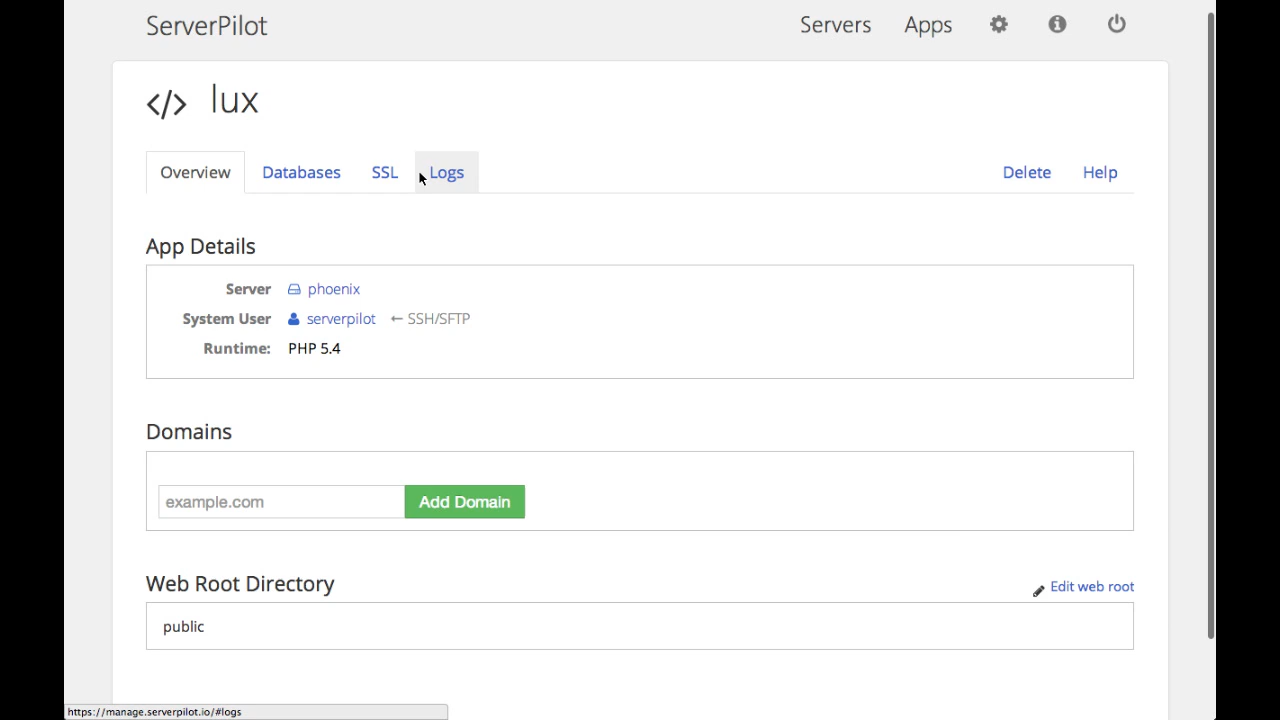 ServerPilot Servers Apps
</> lux
Overview Databases SSL Logs Delete Help
App Details
Server phoenix
System User serverpilot ← SSH/SFTP
Runtime: PHP 5.4
Domains
example.com Add Domain
Web Root Directory Edit web root
public
https://manage.serverpilot.io/#logs